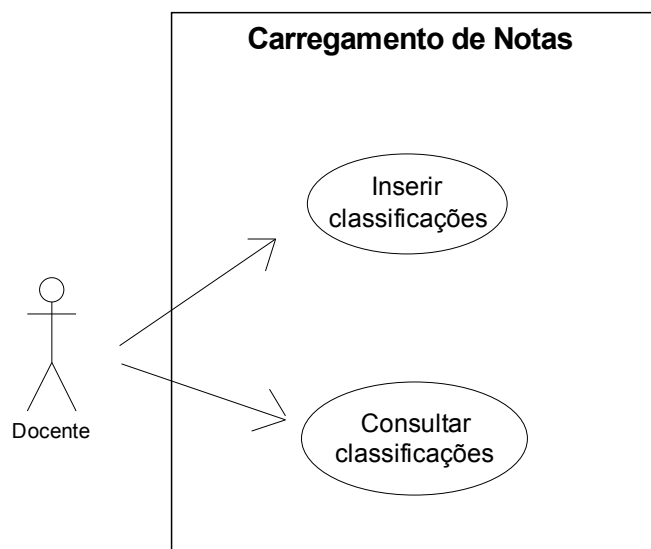 Carregamento de Notas
Inserir
classificações
Docente
Consultar
classificações